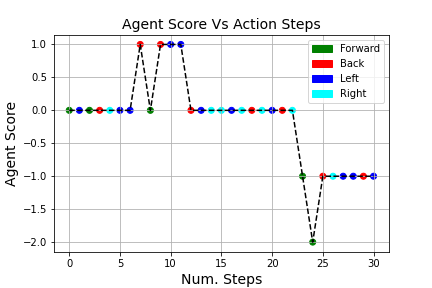 Agent Score Vs Action Steps
1.0
0.5
0.0
−0.5
−1.0
−1.5
−2.0
Agent Score
Forward
Back
Left
Right
0 5 10 15 20 25 30
Num. Steps